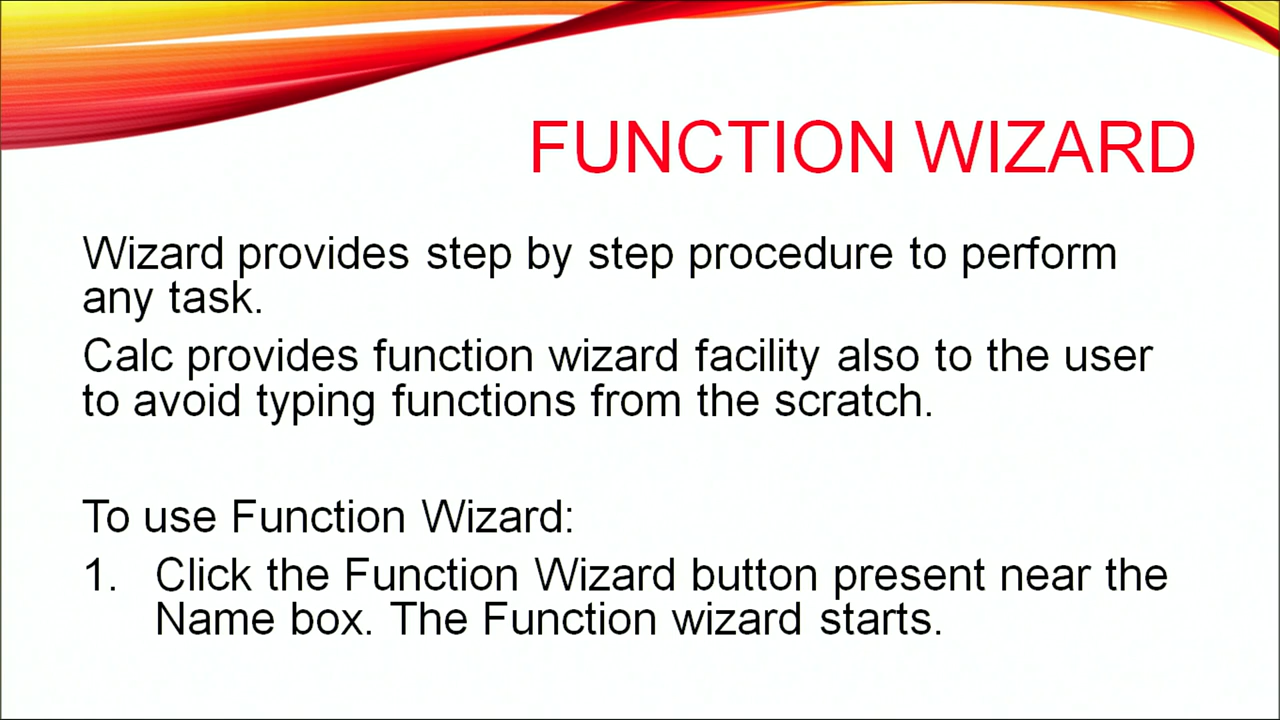 FUNCTION WIZARD
Wizard provides step by step procedure to perform
any task.
Calc provides function wizard facility also to the user
to avoid typing functions from the scratch.
To use Function Wizard:
1. Click the Function Wizard button present near the
Name box. The Function wizard starts.